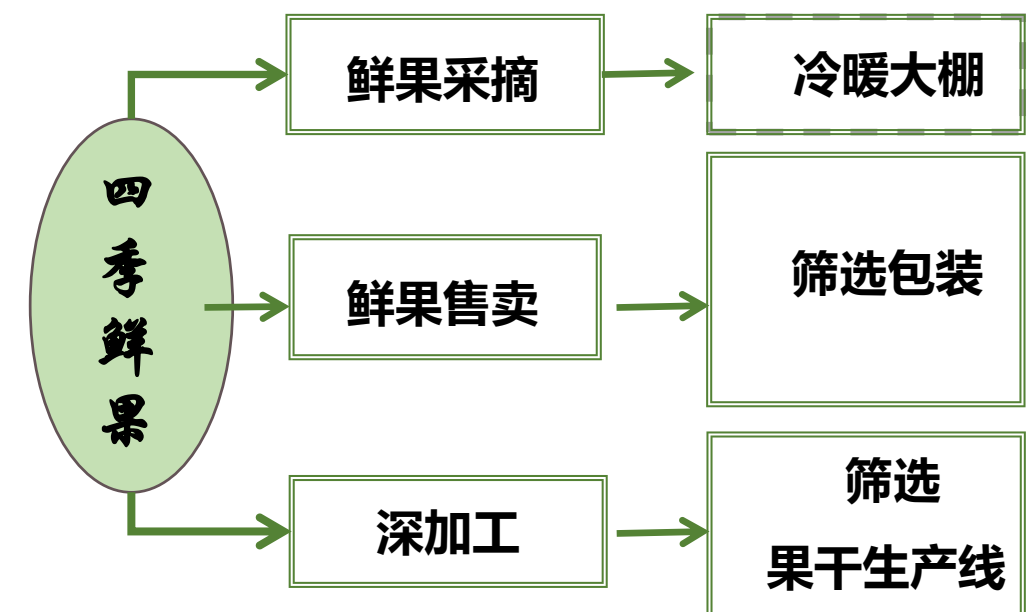 四季鲜果
鲜果采摘
冷暖大棚
鲜果售卖
筛选包装
深加工
筛选
果干生产线